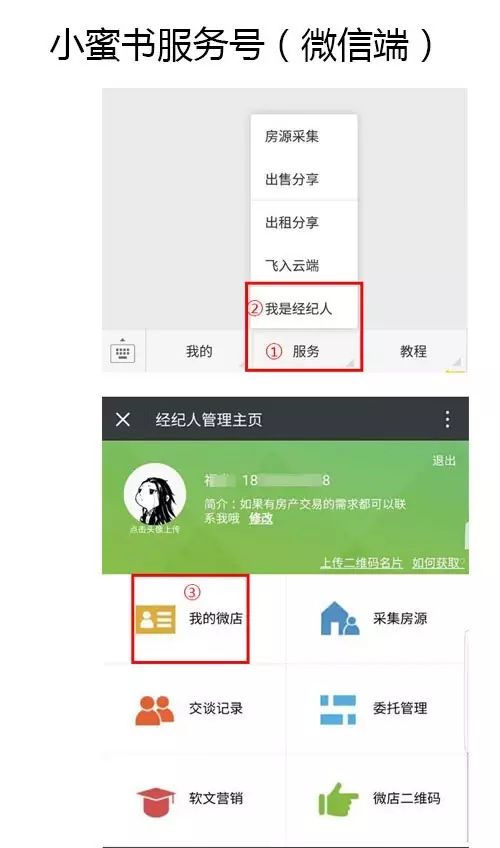 小蜜书服务号（微信端）
房源采集
出售分享
出租分享
飞入云端
②我是经纪人
我的
①服务
教程
经纪人管理主页
退出
18 8
简介：如果有房产交易的需求都可以联
系我哦 修改
点击头像上传
上传二维码名片 如何获取?
③
我的微店
采集房源
交谈记录
委托管理
软文营销
微店二维码